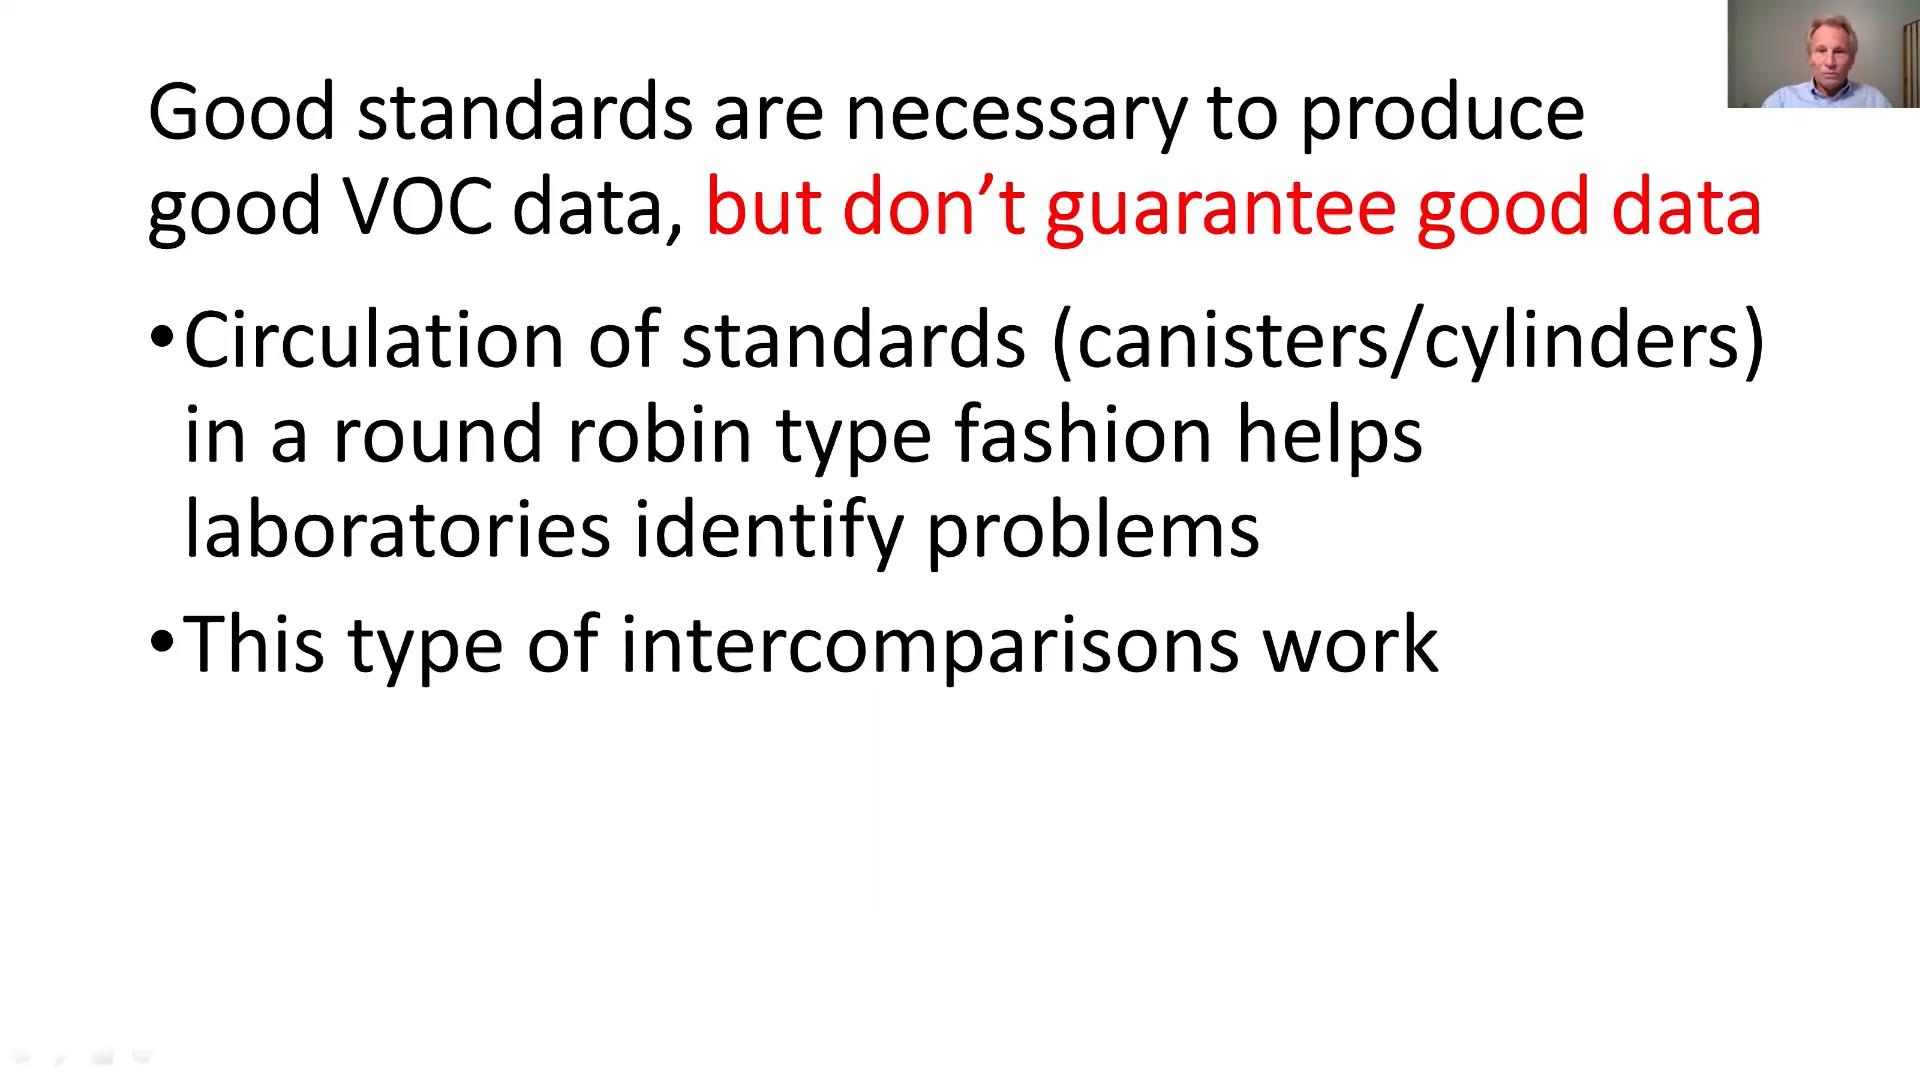 Good standards are necessary to produce
good VOC data, but don’t guarantee good data
•Circulation of standards (canisters/cylinders)
in a round robin type fashion helps
laboratories identify problems
•This type of intercomparisons work